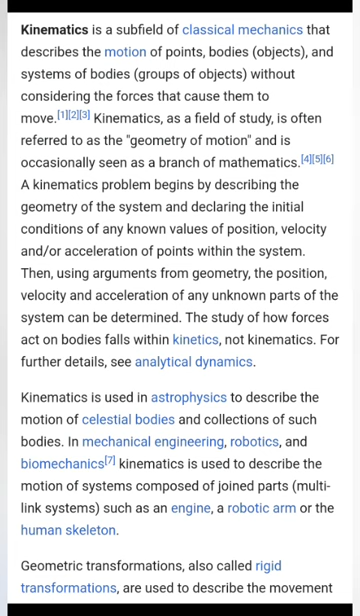 Kinematics is a subfield of classical mechanics that
describes the motion of points, bodies (objects), and
systems of bodies (groups of objects) without
considering the forces that cause them to
move.[1][2][3] Kinematics, as a field of study, is often
referred to as the "geometry of motion" and is
occasionally seen as a branch of mathematics.[4][5][6]
A kinematics problem begins by describing the
geometry of the system and declaring the initial
conditions of any known values of position, velocity
and/or acceleration of points within the system.
Then, using arguments from geometry, the position,
velocity and acceleration of any unknown parts of the
system can be determined. The study of how forces
act on bodies falls within kinetics, not kinematics. For
further details, see analytical dynamics.
Kinematics is used in astrophysics to describe the
motion of celestial bodies and collections of such
bodies. In mechanical engineering, robotics, and
biomechanics[7] kinematics is used to describe the
motion of systems composed of joined parts (multi-
link systems) such as an engine, a robotic arm or the
human skeleton.
Geometric transformations, also called rigid
transformations, are used to describe the movement